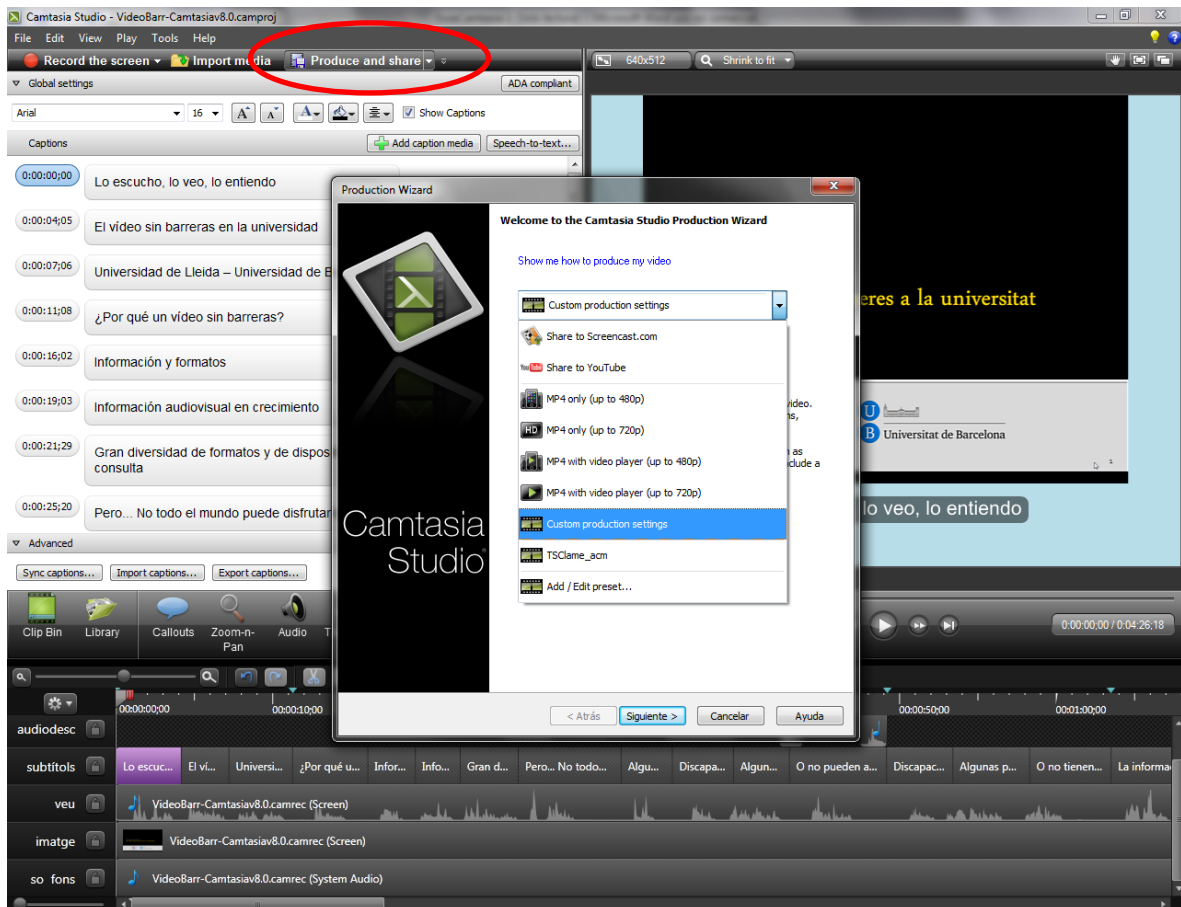 Camtasia Studio - VideoBarr-Camtasiav8.0.camproj
File Edit View Play Tools Help
Record the screen Import media Produce and share
640x512 Shrink to fit
Global settings ADA compliant
Arial 16 A A A Show Captions
Captions Add caption media Speech-to-text...
0:00:00;00 Lo escucho, lo veo, lo entiendo
0:00:04;05 El vídeo sin barreras en la universidad
0:00:07;06 Universidad de Lleida – Universidad de B
0:00:11;08 ¿Por qué un vídeo sin barreras?
0:00:16;02 Información y formatos
0:00:19;03 Información audiovisual en crecimiento
0:00:21;29 Gran diversidad de formatos y de dispos
consulta
0:00:25;20 Pero... No todo el mundo puede disfrutar
Advanced
Sync captions... Import captions... Export captions...
Production Wizard
Welcome to the Camtasia Studio Production Wizard
Show me how to produce my video
Custom production settings
Share to Screencast.com
You Tube Share to YouTube
MP4 only (up to 480p)
HD MP4 only (up to 720p)
MP4 with video player (up to 480p)
MP4 with video player (up to 720p)
Custom production settings
TSClame_acm
Add / Edit preset...
video.
ns,
as
clude a
Camtasia
Studio
< Atrás Siguiente > Cancelar Ayuda
eres a la universitat
U
B Universitat de Barcelona
lo veo, lo entiendo
Clip Bin Library Callouts Zoom-n-
Pan Audio T
0:00:00;00 / 0:04:26;18
00:00:00;00 00:00:10;00 00:00:50;00 00:01:00;00
audiodesc
subtítols Lo escuc... El ví... Universi... ¿Por qué u... Infor... Info... Gran d... Pero... No todo... Algu... Discapa... Algun... O no pueden a... Discapac... Algunas p... O no tienen... La informa
veu VideoBarr-Camtasiav8.0.camrec (Screen)
imatge VideoBarr-Camtasiav8.0.camrec (Screen)
so fons VideoBarr-Camtasiav8.0.camrec (System Audio)